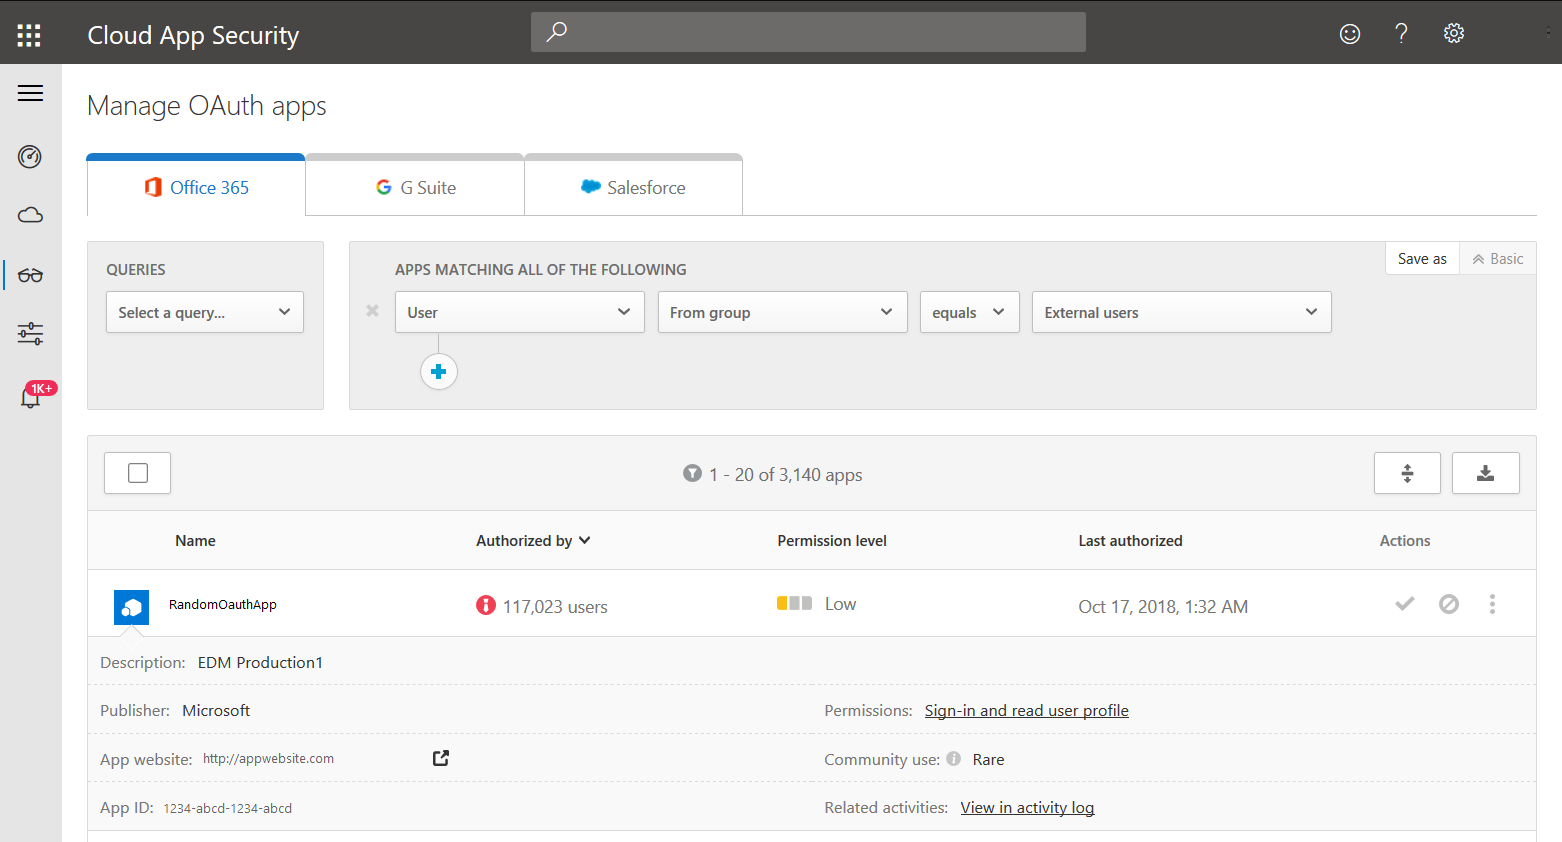 Cloud App Security
?
Manage OAuth apps
Office 365
G Suite
Salesforce
QUERIES
Select a query...
APPS MATCHING ALL OF THE FOLLOWING
Save as
Basic
User
From group
equals
External users
1K+
1 - 20 of 3,140 apps
Name Authorized by Permission level Last authorized Actions
RandomOauthApp 117,023 users Low Oct 17, 2018, 1:32 AM
Description: EDM Production1
Publisher: Microsoft Permissions: Sign-in and read user profile
App website: http://appwebsite.com Community use: Rare
App ID: 1234-abcd-1234-abcd Related activities: View in activity log